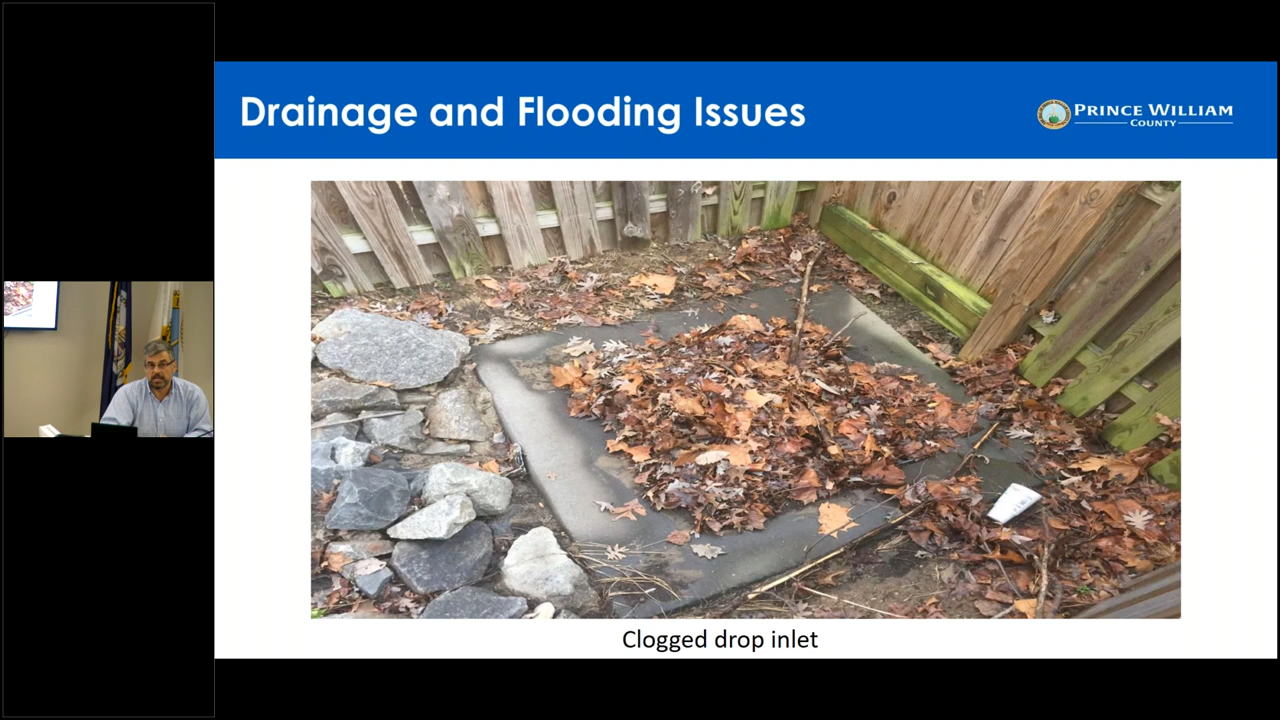 Drainage and Flooding Issues
PRINCE WILLIAM
COUNTY
Clogged drop inlet